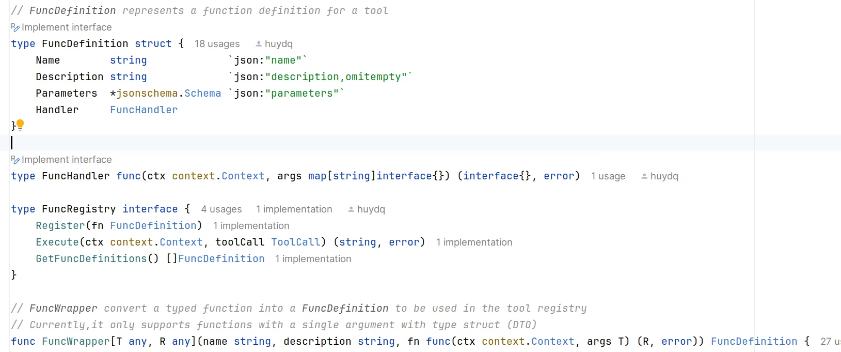 // FuncDefinition represents a function definition for a tool
Implement interface
type FuncDefinition struct {  18 usages  huydq
    Name        string           `json:"name"`
    Description string           `json:"description,omitempty"`
    Parameters  *jsonschema.Schema `json:"parameters"`
    Handler     FuncHandler
}
Implement interface
type FuncHandler func(ctx context.Context, args map[string]interface{}) (interface{}, error)  1 usage  huydq
type FuncRegistry interface {  4 usages  1 implementation  huydq
    Register(fn FuncDefinition)  1 implementation
    Execute(ctx context.Context, toolCall ToolCall) (string, error)  1 implementation
    GetFuncDefinitions() []FuncDefinition  1 implementation
}
// FuncWrapper convert a typed function into a FuncDefinition to be used in the tool registry
// Currently,it only supports functions with a single argument with type struct (DTO)
func FuncWrapper[T any, R any](name string, description string, fn func(ctx context.Context, args T) (R, error)) FuncDefinition {  27